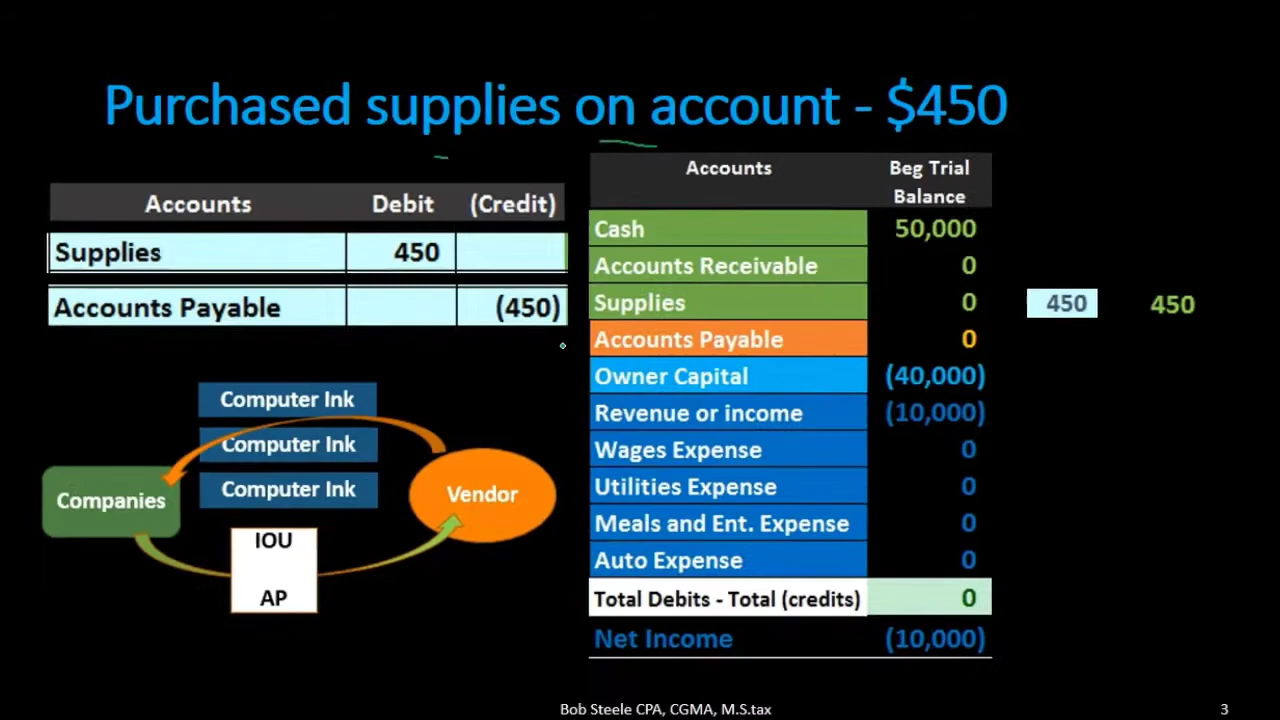 Purchased supplies on account - $450
Accounts Debit (Credit)
Supplies 450
Accounts Payable (450)
Computer Ink
Computer Ink
Computer Ink
Companies
Vendor
IOU
AP
Accounts Beg Trial Balance
Cash 50,000
Accounts Receivable 0
Supplies 0 450 450
Accounts Payable 0
Owner Capital (40,000)
Revenue or income (10,000)
Wages Expense 0
Utilities Expense 0
Meals and Ent. Expense 0
Auto Expense 0
Total Debits - Total (credits) 0
Net Income (10,000)
Bob Steele CPA, CGMA, M.S.tax 3